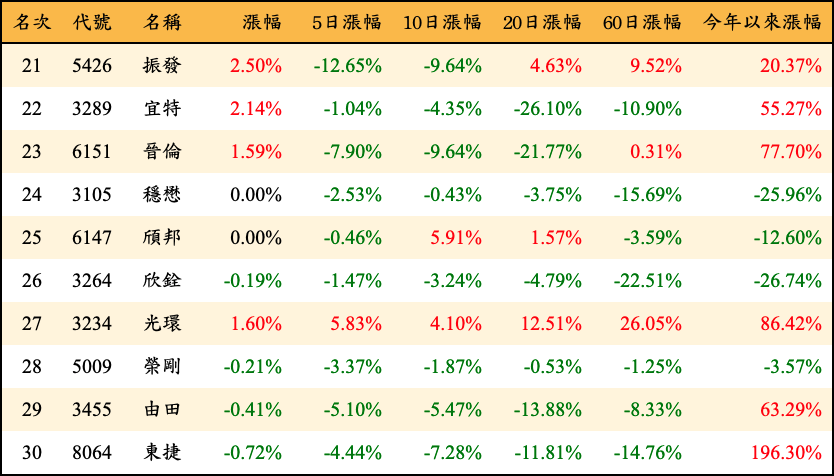 名次 代號 名稱 漲幅 5日漲幅 10日漲幅 20日漲幅 60日漲幅 今年以來漲幅
21 5426 振發 2.50% -12.65% -9.64% 4.63% 9.52% 20.37%
22 3289 宜特 2.14% -1.04% -4.35% -26.10% -10.90% 55.27%
23 6151 晉倫 1.59% -7.90% -9.64% -21.77% 0.31% 77.70%
24 3105 穩懋 0.00% -2.53% -0.43% -3.75% -15.69% -25.96%
25 6147 頎邦 0.00% -0.46% 5.91% 1.57% -3.59% -12.60%
26 3264 欣銓 -0.19% -1.47% -3.24% -4.79% -22.51% -26.74%
27 3234 光環 1.60% 5.83% 4.10% 12.51% 26.05% 86.42%
28 5009 榮剛 -0.21% -3.37% -1.87% -0.53% -1.25% -3.57%
29 3455 由田 -0.41% -5.10% -5.47% -13.88% -8.33% 63.29%
30 8064 東捷 -0.72% -4.44% -7.28% -11.81% -14.76% 196.30%